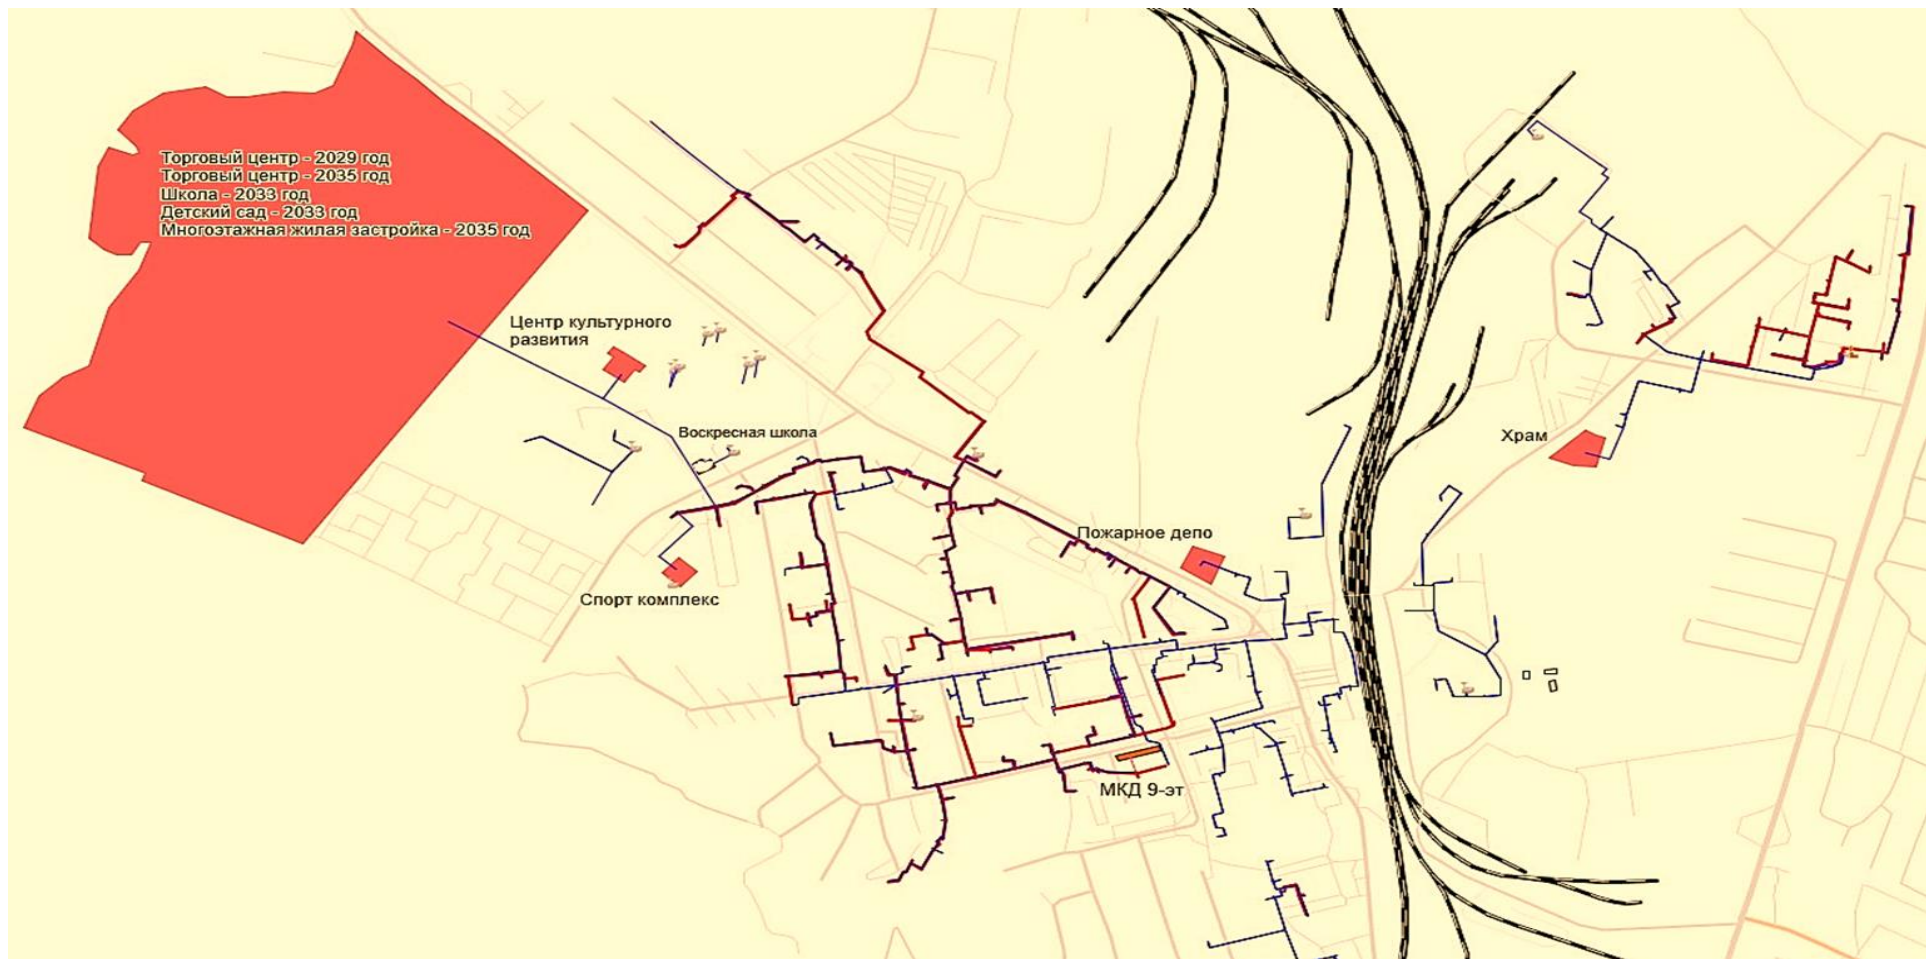 Торговый центр - 2029 год
Торговый центр - 2035 год
Школа - 2033 год
Детский сад - 2033 год
Многоэтажная жилая застройка - 2035 год
Центр культурного
развития
Воскресная школа
Храм
Пожарное депо
Спорт комплекс
МКД 9-эт